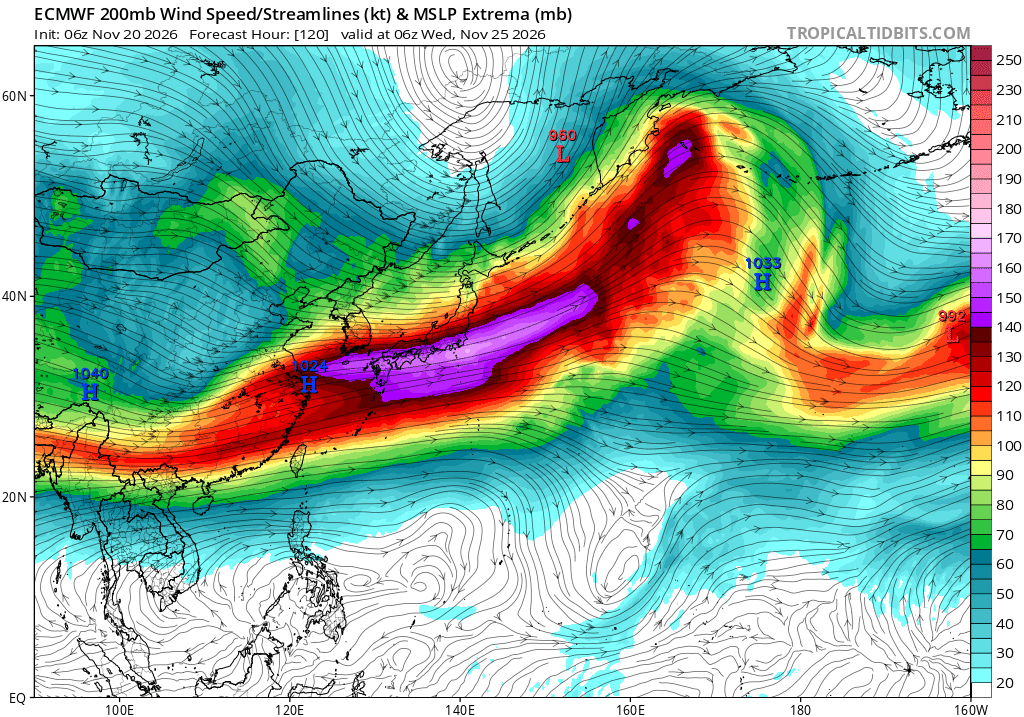 ECMWF 200mb Wind Speed/Streamlines (kt) & MSLP Extrema (mb)
Init: 06z Nov 20 2026   Forecast Hour: [120]   valid at 06z Wed, Nov 25 2026
TROPICALTIDBITS.COM
250
230
210
200
190
180
170
160
150
140
130
120
110
100
90
80
70
60
50
40
30
20
60N
40N
20N
10N
EQ
960
L
1033
H
992
L
1024
H
1040
H
100E
120E
140E
160E
180
160W